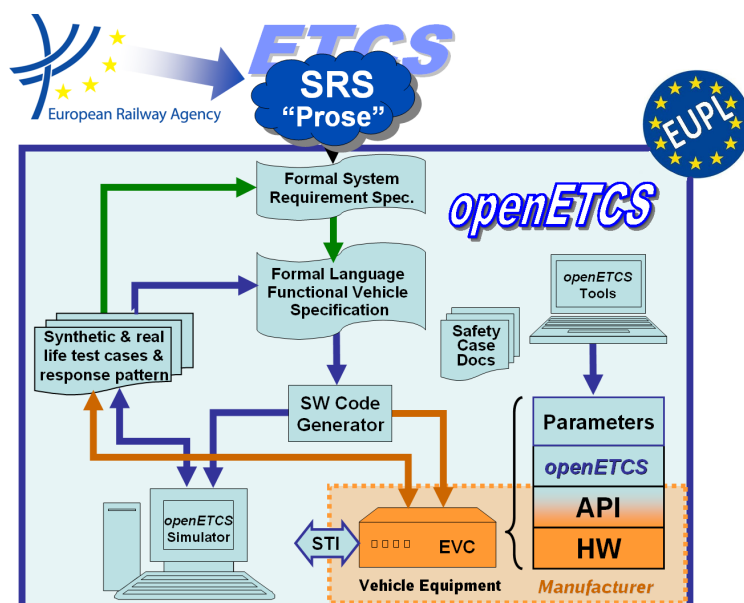 ETCS
European Railway Agency
SRS
“Prose”
EUPL
Formal System
Requirement Spec.
openETCS
Formal Language
Functional Vehicle
Specification
openETCS
Tools
Synthetic & real
life test cases &
response pattern
Safety
Case
Docs
SW Code
Generator
Parameters
openETCS
API
HW
openETCS
Simulator
STI
EVC
Vehicle Equipment
Manufacturer